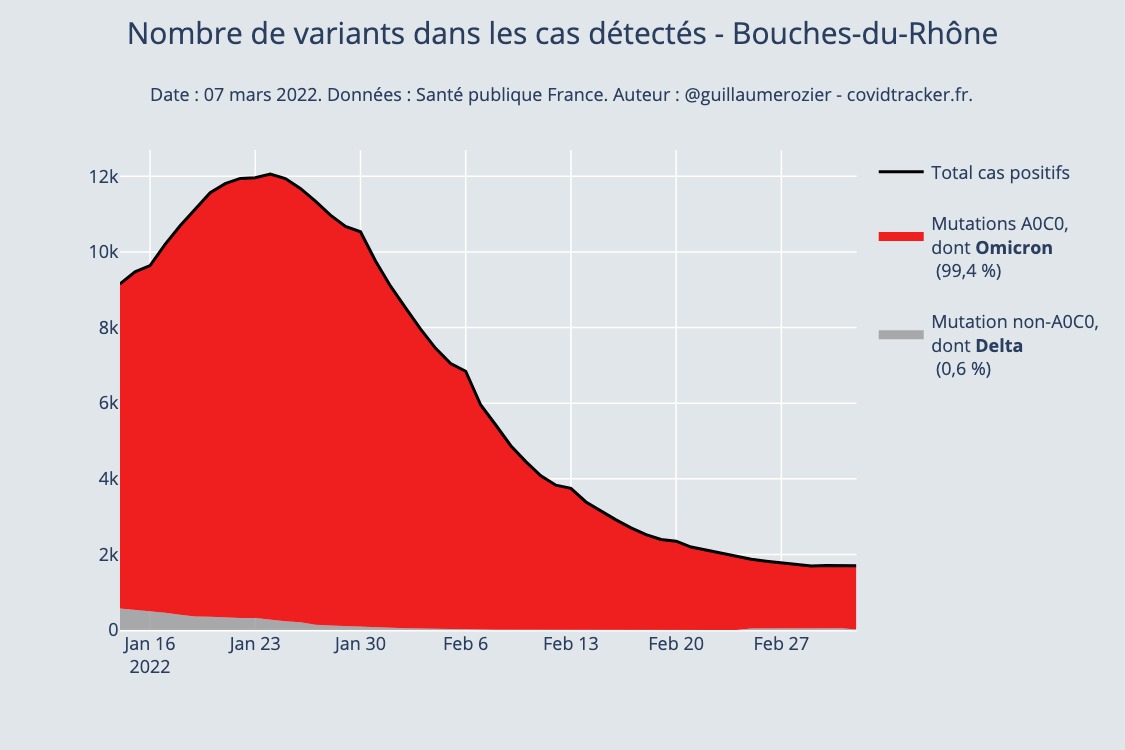 Nombre de variants dans les cas détectés - Bouches-du-Rhône
Date : 07 mars 2022. Données : Santé publique France. Auteur : @guillaumerozier - covidtracker.fr.
12k
10k
8k
6k
4k
2k
0
Jan 16
2022
Jan 23
Jan 30
Feb 6
Feb 13
Feb 20
Feb 27
Total cas positifs
Mutations A0C0,
dont Omicron
(99,4 %)
Mutation non-A0C0,
dont Delta
(0,6 %)